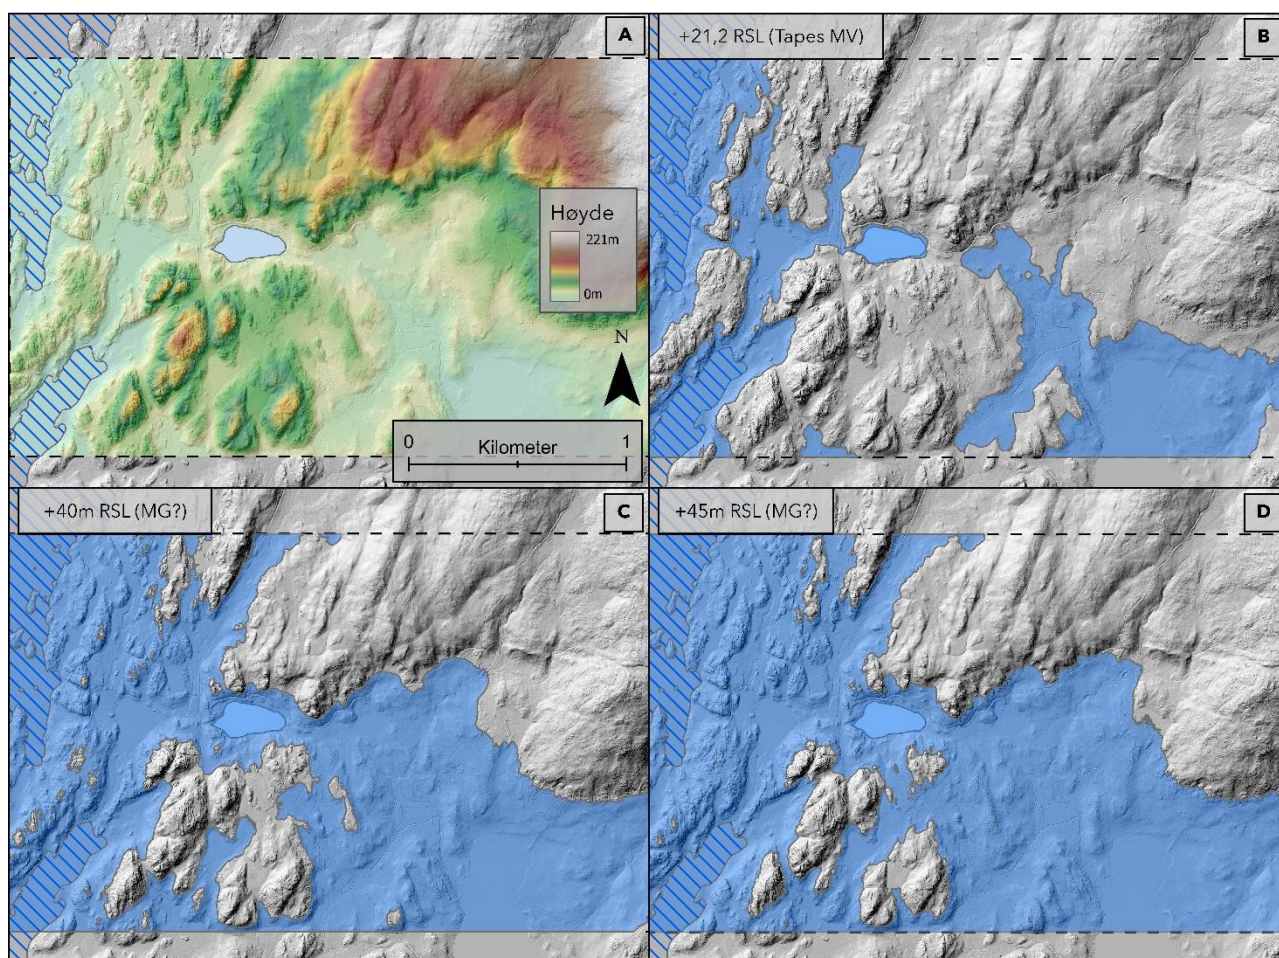 A
Høyde
221m
0m
N
0
1
Kilometer
+21,2 RSL (Tapes MV)
B
+40m RSL (MG?)
C
+45m RSL (MG?)
D